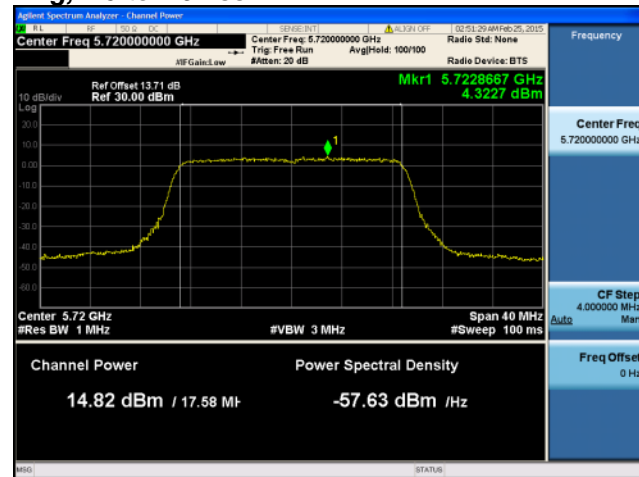 Agilent Spectrum Analyzer - Channel Power
RL RF 50 Ω DC SENSE:INT ALIGN OFF 02:51:29 AM Feb 25, 2015
Center Freq 5.720000000 GHz Center Freq: 5.720000000 GHz Radio Std: None Frequency
Trig: Free Run Avg|Hold: 100/100
#IFGain:Low #Atten: 20 dB Radio Device: BTS
Ref Offset 13.71 dB Mkr1 5.7228667 GHz
10 dB/div Ref 30.00 dBm 4.3227 dBm
Log
20.0
10.0 1
0.00
-10.0
-20.0
-30.0
-40.0
-50.0
-60.0
Center Freq
5.720000000 GHz
Center 5.72 GHz Span 40 MHz
#Res BW 1 MHz #VBW 3 MHz #Sweep 100 ms
CF Step
4.000000 MHz
Auto Man
Channel Power Power Spectral Density
14.82 dBm / 17.58 MH -57.63 dBm /Hz
Freq Offset
0 Hz
MSG STATUS